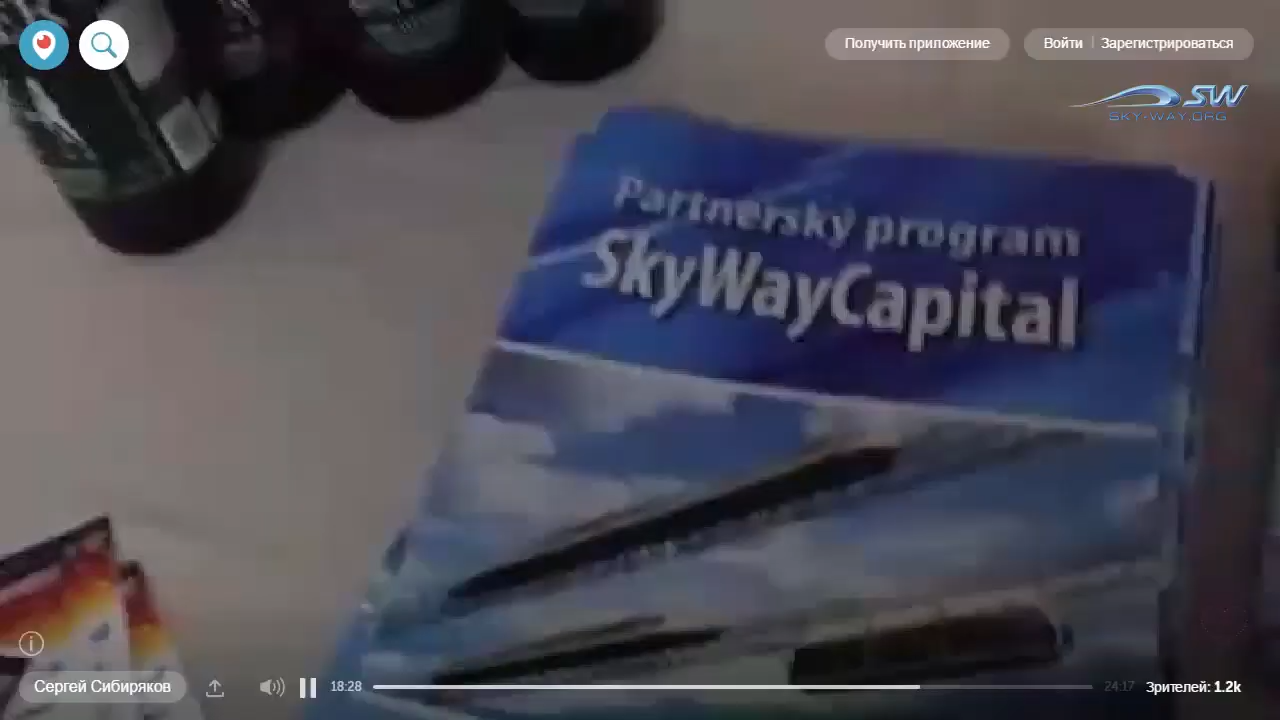 Получить приложение
Войти | Зарегистрироваться
SW
SKY-WAY.ORG
Partnerský program
SkyWayCapital
Сергей Сибиряков
18:28
24:17
Зрителей: 1.2k